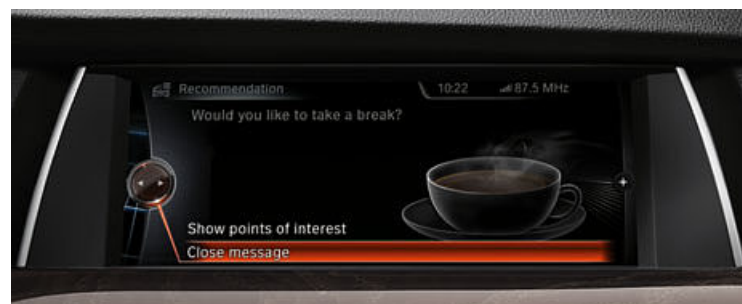 Recommendation
10:22
87.5 MHz
Would you like to take a break?
Show points of interest
Close message